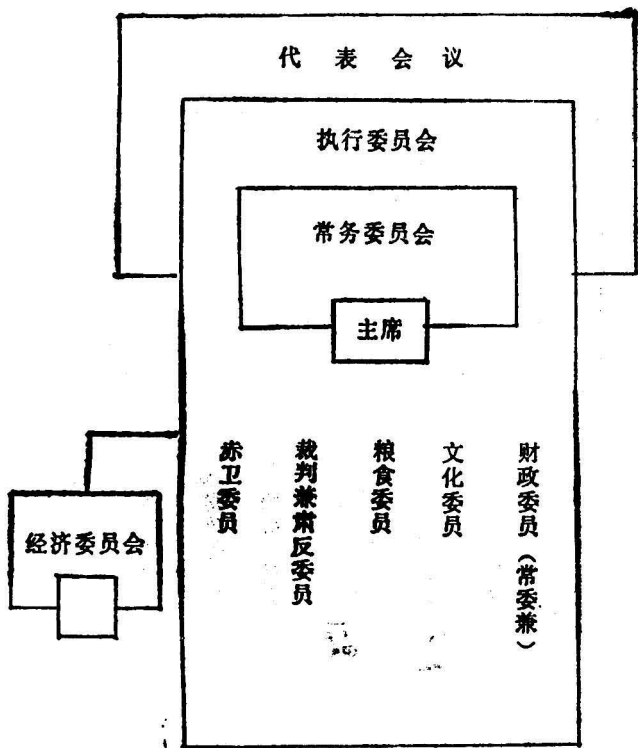 代表会议
执行委员会
常务委员会
主席
赤卫委员
裁判兼肃反委员
粮食委员
文化委员
财政委员（常委兼）
经济委员会